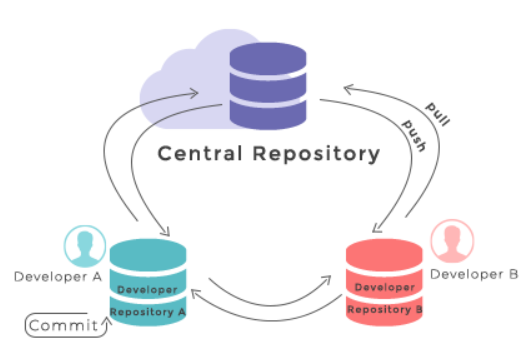 pull
push
Central Repository
Developer A
Developer
Repository A
Commit
Developer B
Developer
Repository B